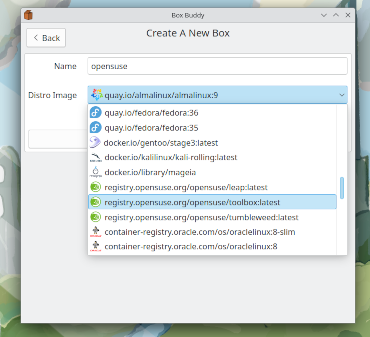 Box Buddy
Back
Create A New Box
Name
opensuse
Distro Image
quay.io/almalinux/almalinux:9
quay.io/fedora/fedora:36
quay.io/fedora/fedora:35
docker.io/gentoo/stage3:latest
docker.io/kalilinux/kali-rolling:latest
docker.io/library/mageia
registry.opensuse.org/opensuse/leap:latest
registry.opensuse.org/opensuse/toolbox:latest
registry.opensuse.org/opensuse/tumbleweed:latest
container-registry.oracle.com/os/oraclelinux:8-slim
container-registry.oracle.com/os/oraclelinux:8